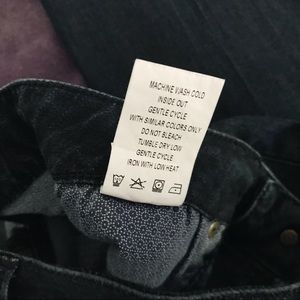 MACHINE WASH COLD
INSIDE OUT
GENTLE CYCLE
WITH SIMILAR COLORS ONLY
DO NOT BLEACH
TUMBLE DRY LOW
GENTLE CYCLE
IRON WITH LOW HEAT